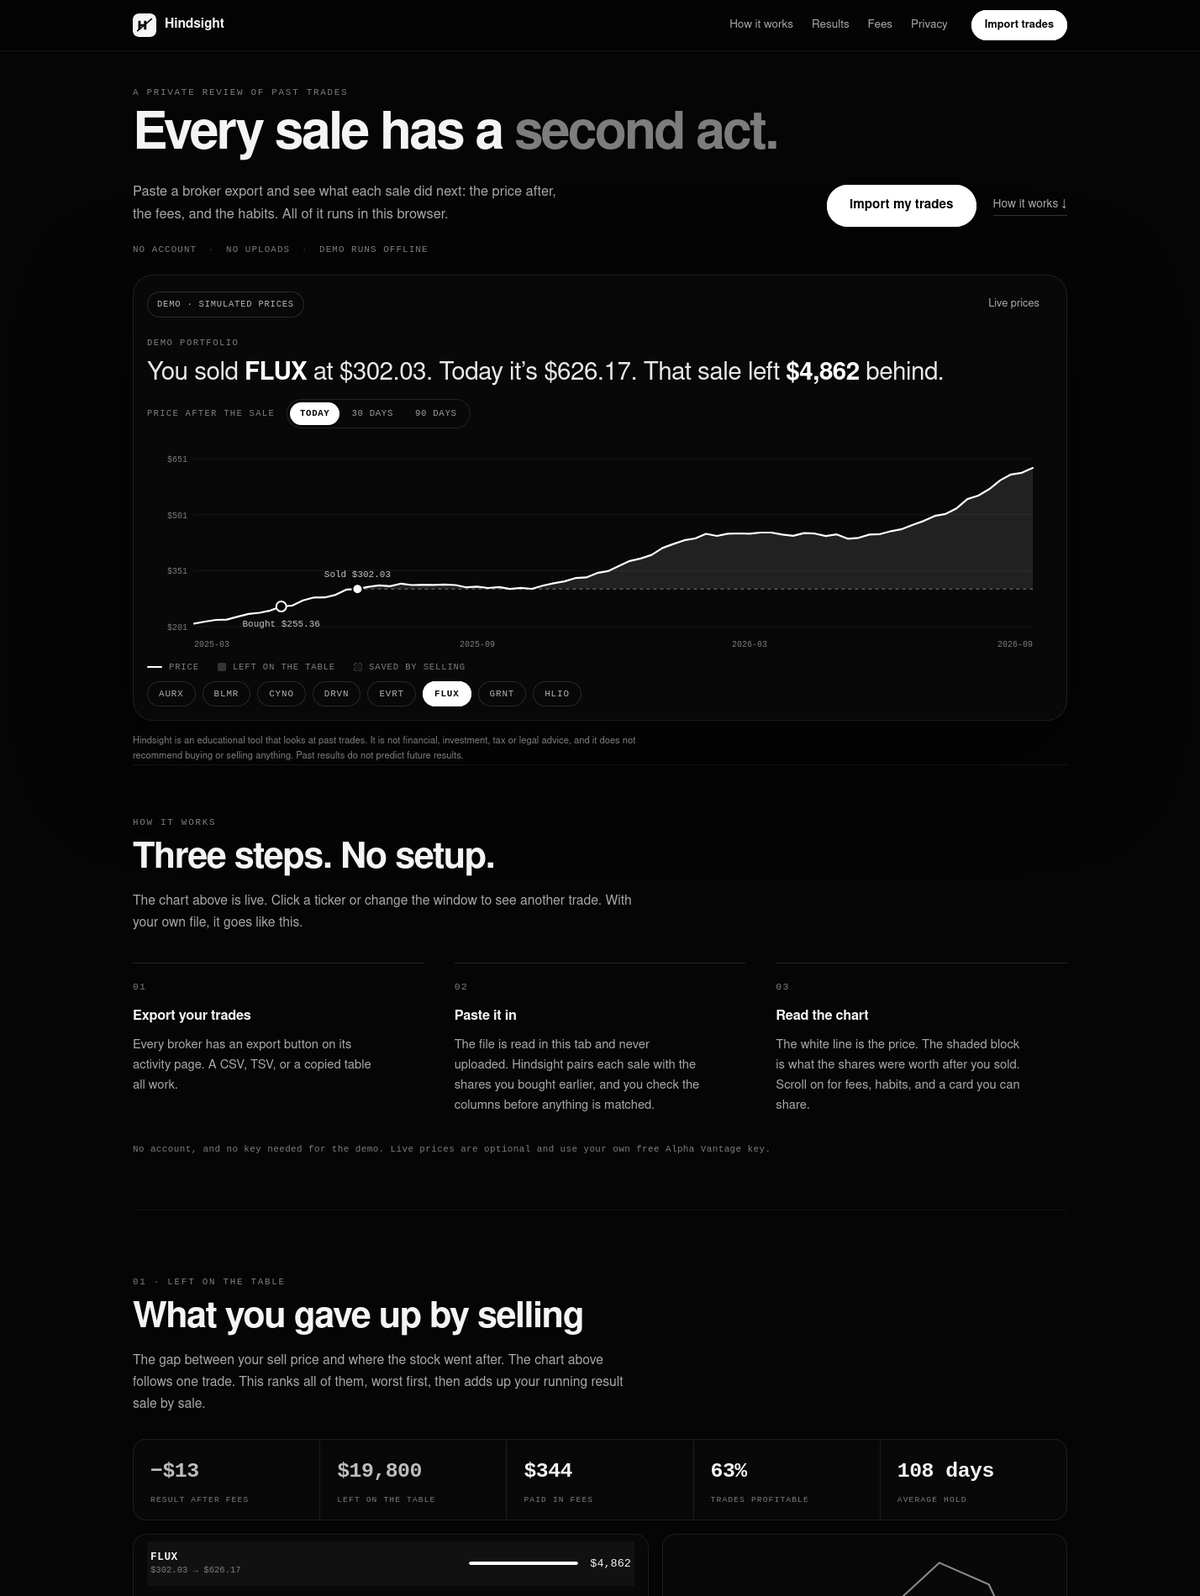 Hindsight
How it works
Results
Fees
Privacy
Import trades
A PRIVATE REVIEW OF PAST TRADES
Every sale has a second act.
Paste a broker export and see what each sale did next: the price after,
the fees, and the habits. All of it runs in this browser.
Import my trades
How it works ↓
NO ACCOUNT · NO UPLOADS · DEMO RUNS OFFLINE
DEMO · SIMULATED PRICES
Live prices
DEMO PORTFOLIO
You sold FLUX at $302.03. Today it’s $626.17. That sale left $4,862 behind.
PRICE AFTER THE SALE
TODAY
30 DAYS
90 DAYS
$651
$501
$351
$201
Sold $302.03
Bought $255.36
2025-03
2025-09
2026-03
2026-09
PRICE
LEFT ON THE TABLE
SAVED BY SELLING
AURX
BLMR
CYNO
DRVN
EVRT
FLUX
GRNT
HLIO
Hindsight is an educational tool that looks at past trades. It is not financial, investment, tax or legal advice, and it does not
recommend buying or selling anything. Past results do not predict future results.
HOW IT WORKS
Three steps. No setup.
The chart above is live. Click a ticker or change the window to see another trade. With
your own file, it goes like this.
01
Export your trades
Every broker has an export button on its
activity page. A CSV, TSV, or a copied table
all work.
02
Paste it in
The file is read in this tab and never
uploaded. Hindsight pairs each sale with the
shares you bought earlier, and you check the
columns before anything is matched.
03
Read the chart
The white line is the price. The shaded block
is what the shares were worth after you sold.
Scroll on for fees, habits, and a card you can
share.
No account, and no key needed for the demo. Live prices are optional and use your own free Alpha Vantage key.
01 · LEFT ON THE TABLE
What you gave up by selling
The gap between your sell price and where the stock went after. The chart above
follows one trade. This ranks all of them, worst first, then adds up your running result
sale by sale.
−$13
RESULT AFTER FEES
$19,800
LEFT ON THE TABLE
$344
PAID IN FEES
63%
TRADES PROFITABLE
108 days
AVERAGE HOLD
FLUX
$302.03 → $626.17
$4,862